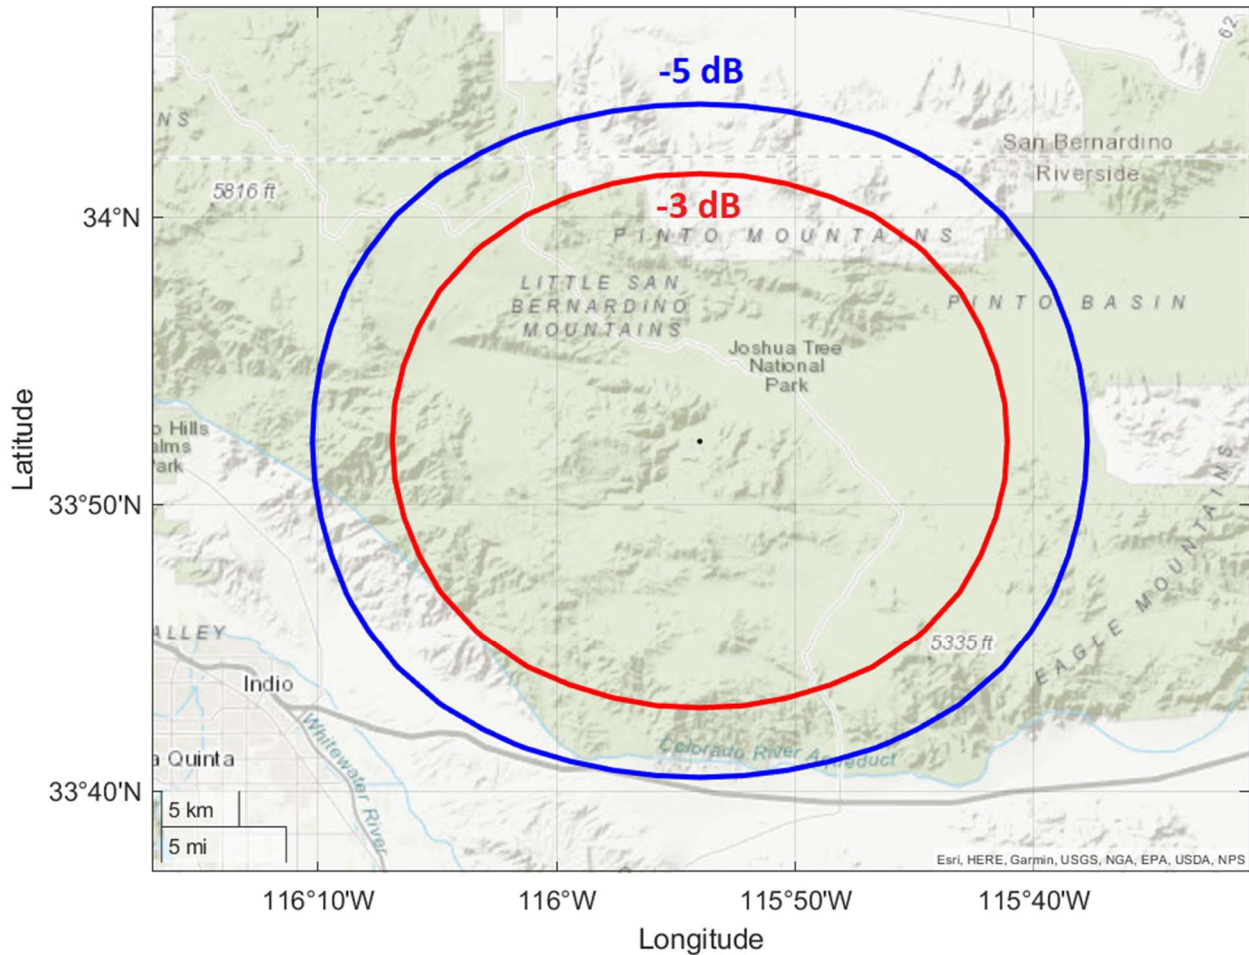 -5 dB
62
NS
San Bernardino
Riverside
5816 ft
-3 dB
34°N
PINTO MOUNTAINS
LITTLE SAN
BERNARDINO
MOUNTAINS
PINTO BASIN
Joshua Tree
National
Park
Latitude
o Hills
alms
Park
33°50'N
EAGLE MOUNTAINS
ALLEY
5335 ft
Indio
Whitewater River
Colorado River Aqueduct
a Quinta
33°40'N
5 km
5 mi
Esri, HERE, Garmin, USGS, NGA, EPA, USDA, NPS
116°10'W
116°W
115°50'W
115°40'W
Longitude